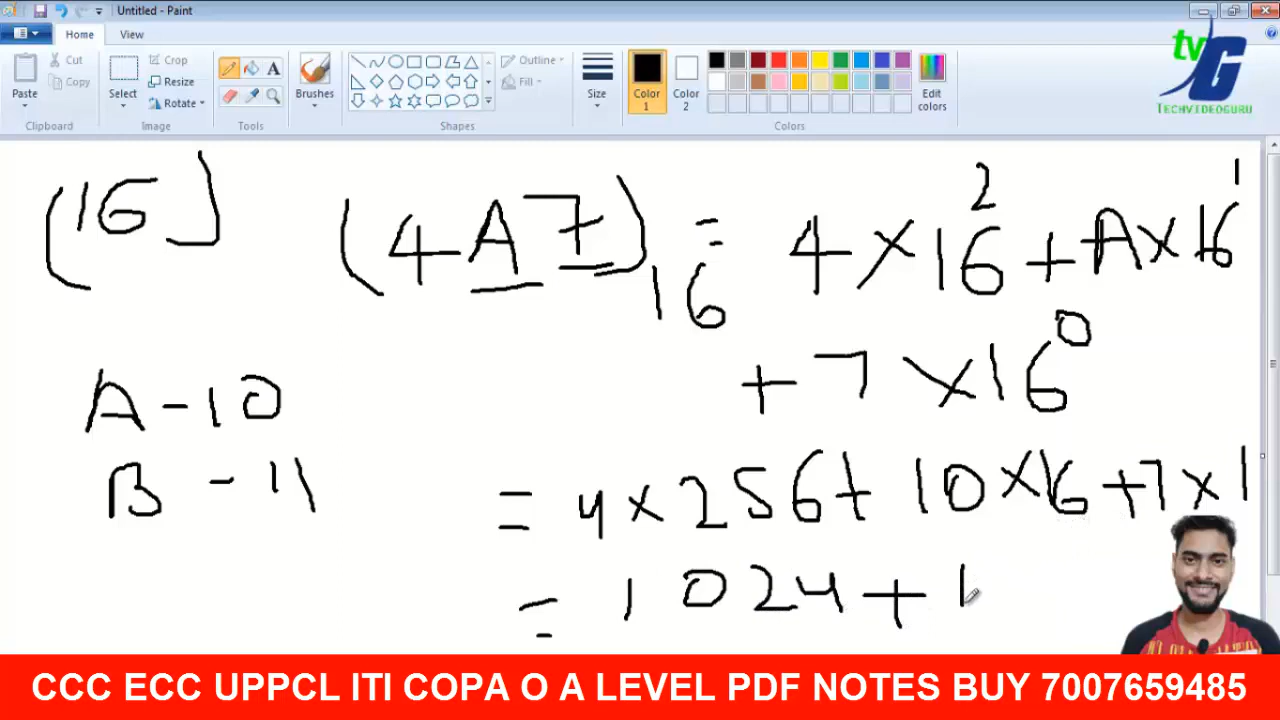 Untitled - Paint
Home View
Paste
Cut
Copy
Clipboard
Select
Crop
Resize
Rotate
Image
A
Tools
Brushes
Outline
Fill
Shapes
Size
Color 1
Color 2
Edit colors
Colors
tvG
TECHVIDEOGURU
(16) (4A7)₁₆ = 4×16² + A×16¹
+ 7×16⁰
A-10
B-11
= 4×256+ 10×16+7×1
= 1024+1
CCC ECC UPPCL ITI COPA O A LEVEL PDF NOTES BUY 7007659485